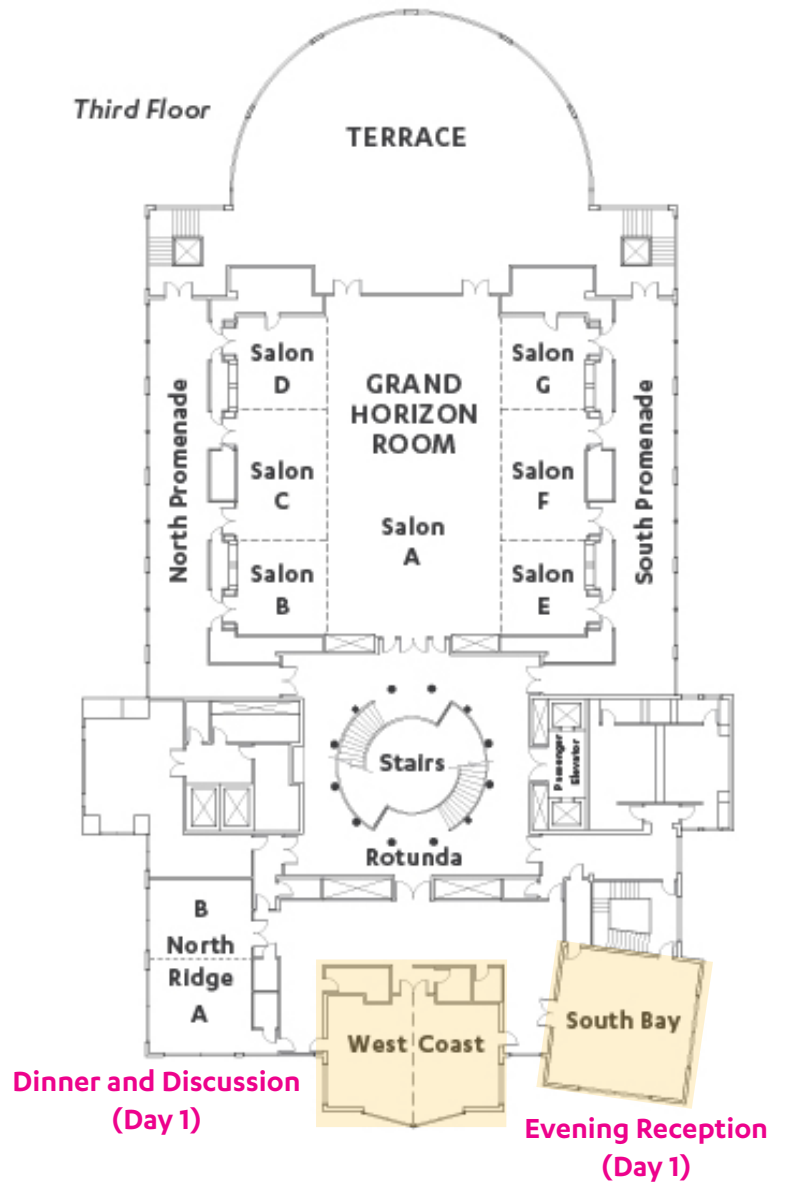 Third Floor
TERRACE
North Promenade
Salon
D
Salon
C
Salon
B
GRAND
HORIZON
ROOM
Salon
A
Salon
G
Salon
F
Salon
E
South Promenade
Stairs
Passenger
Elevator
Rotunda
B
North
Ridge
A
West Coast
South Bay
Dinner and Discussion
(Day 1)
Evening Reception
(Day 1)